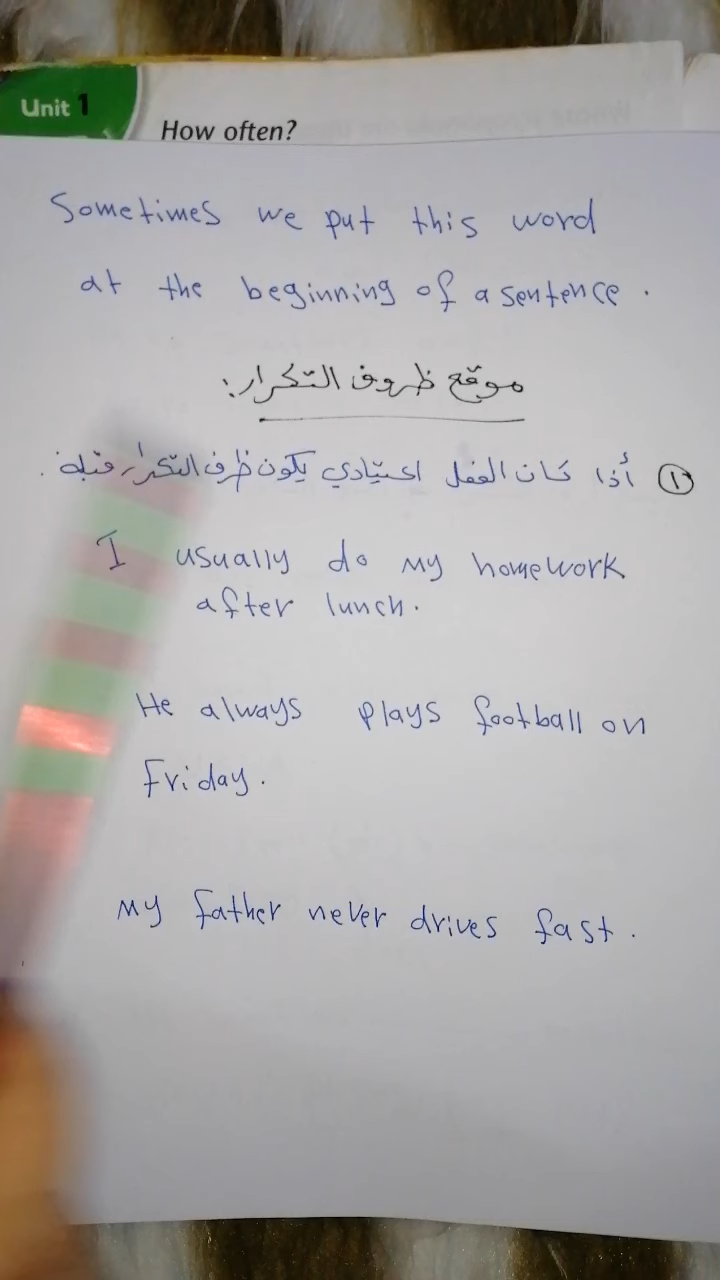 Unit 1
How often?
Sometimes we put this word
at the beginning of a sentence.
موقع ظروف التكرار:
١ أذا كان الفعل اعتيادي يكون ظرف التكرار قبله.
I usually do my homework
after lunch.
He always plays football on
Friday.
My father never drives fast.